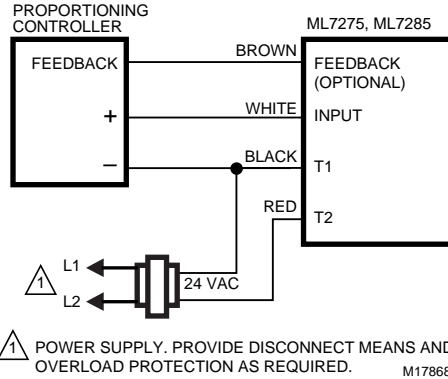 PROPORTIONING
CONTROLLER
ML7275, ML7285
BROWN
FEEDBACK
FEEDBACK
(OPTIONAL)
WHITE
+
INPUT
BLACK
–
T1
RED
T2
1
L1
L2
24 VAC
1 POWER SUPPLY. PROVIDE DISCONNECT MEANS AND
OVERLOAD PROTECTION AS REQUIRED.
M17868